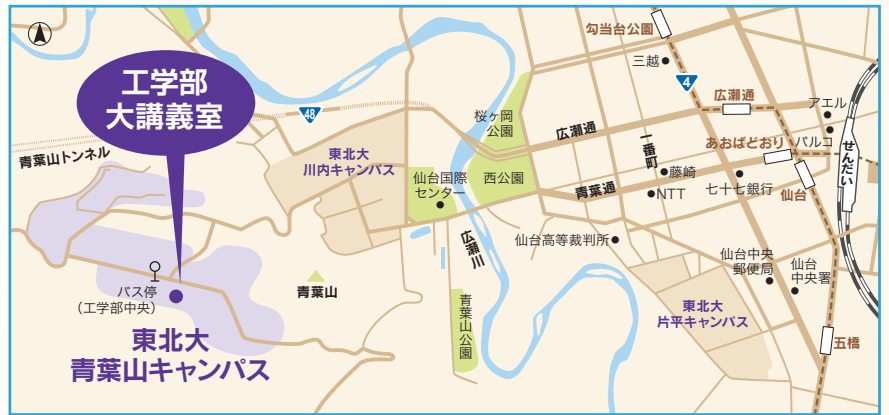 工学部
大講義室
48
4
勾当台公園
三越
広瀬通
アエル
桜ヶ岡
公園
広瀬通
一番町
あおばどおり
パルコ
せんだい
青葉山トンネル
東北大
川内キャンパス
仙台国際
センター
西公園
青葉通
藤崎
NTT
七十七銀行
仙台
広瀬川
仙台高等裁判所
仙台中央
郵便局
仙台
中央署
バス停
(工学部中央)
青葉山
青葉山公園
東北大
片平キャンパス
五橋
東北大
青葉山キャンパス